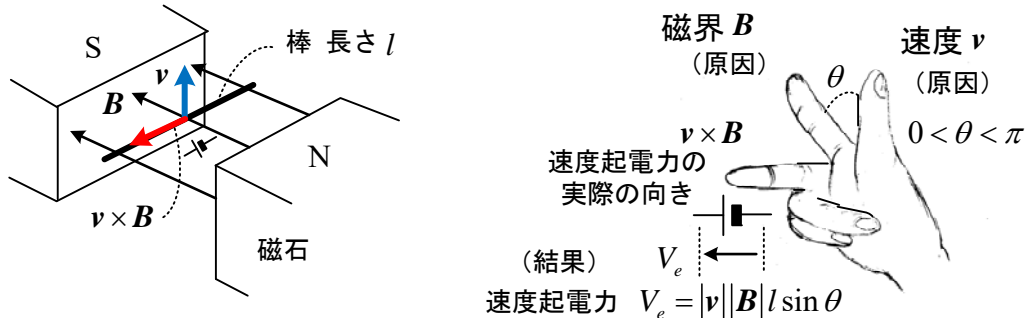 S
棒 長さ l
v
B
N
v × B
磁石
磁界 B
(原因)
速度 v
(原因)
θ
0 < θ < π
v × B
速度起電力の
実際の向き
(結果)
V_e
速度起電力 V_e = |v||B| l sin θ